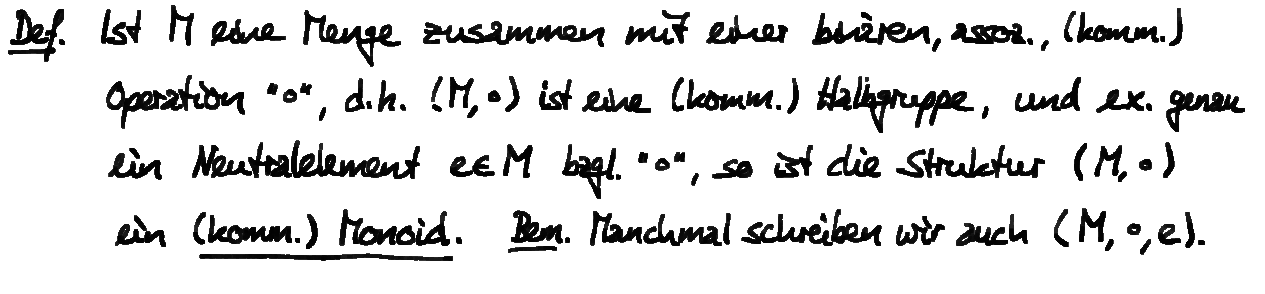 Def. Ist M eine Menge zusammen mit einer binären, assoz., (komm.)
Operation "∘", d.h. (M,∘) ist eine (komm.) Halbgruppe, und ex. genau
ein Neutralelement e∈M bzgl. "∘", so ist die Struktur (M,∘)
ein (komm.) Monoid. Bem. Manchmal schreiben wir auch (M,∘,e).